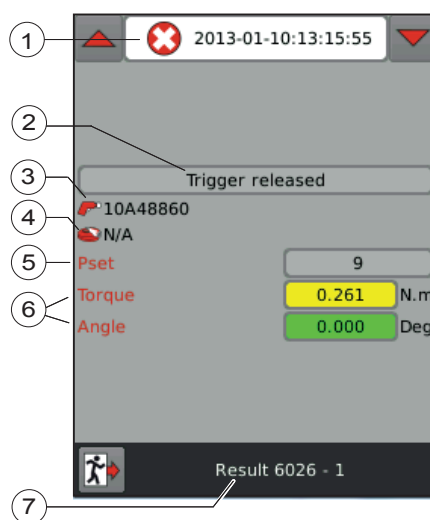 1
2013-01-10:13:15:55
2
Trigger released
3
10A48860
4
N/A
5
Pset
9
6
Torque
0.261
N.m
Angle
0.000
Deg
Result 6026 - 1
7